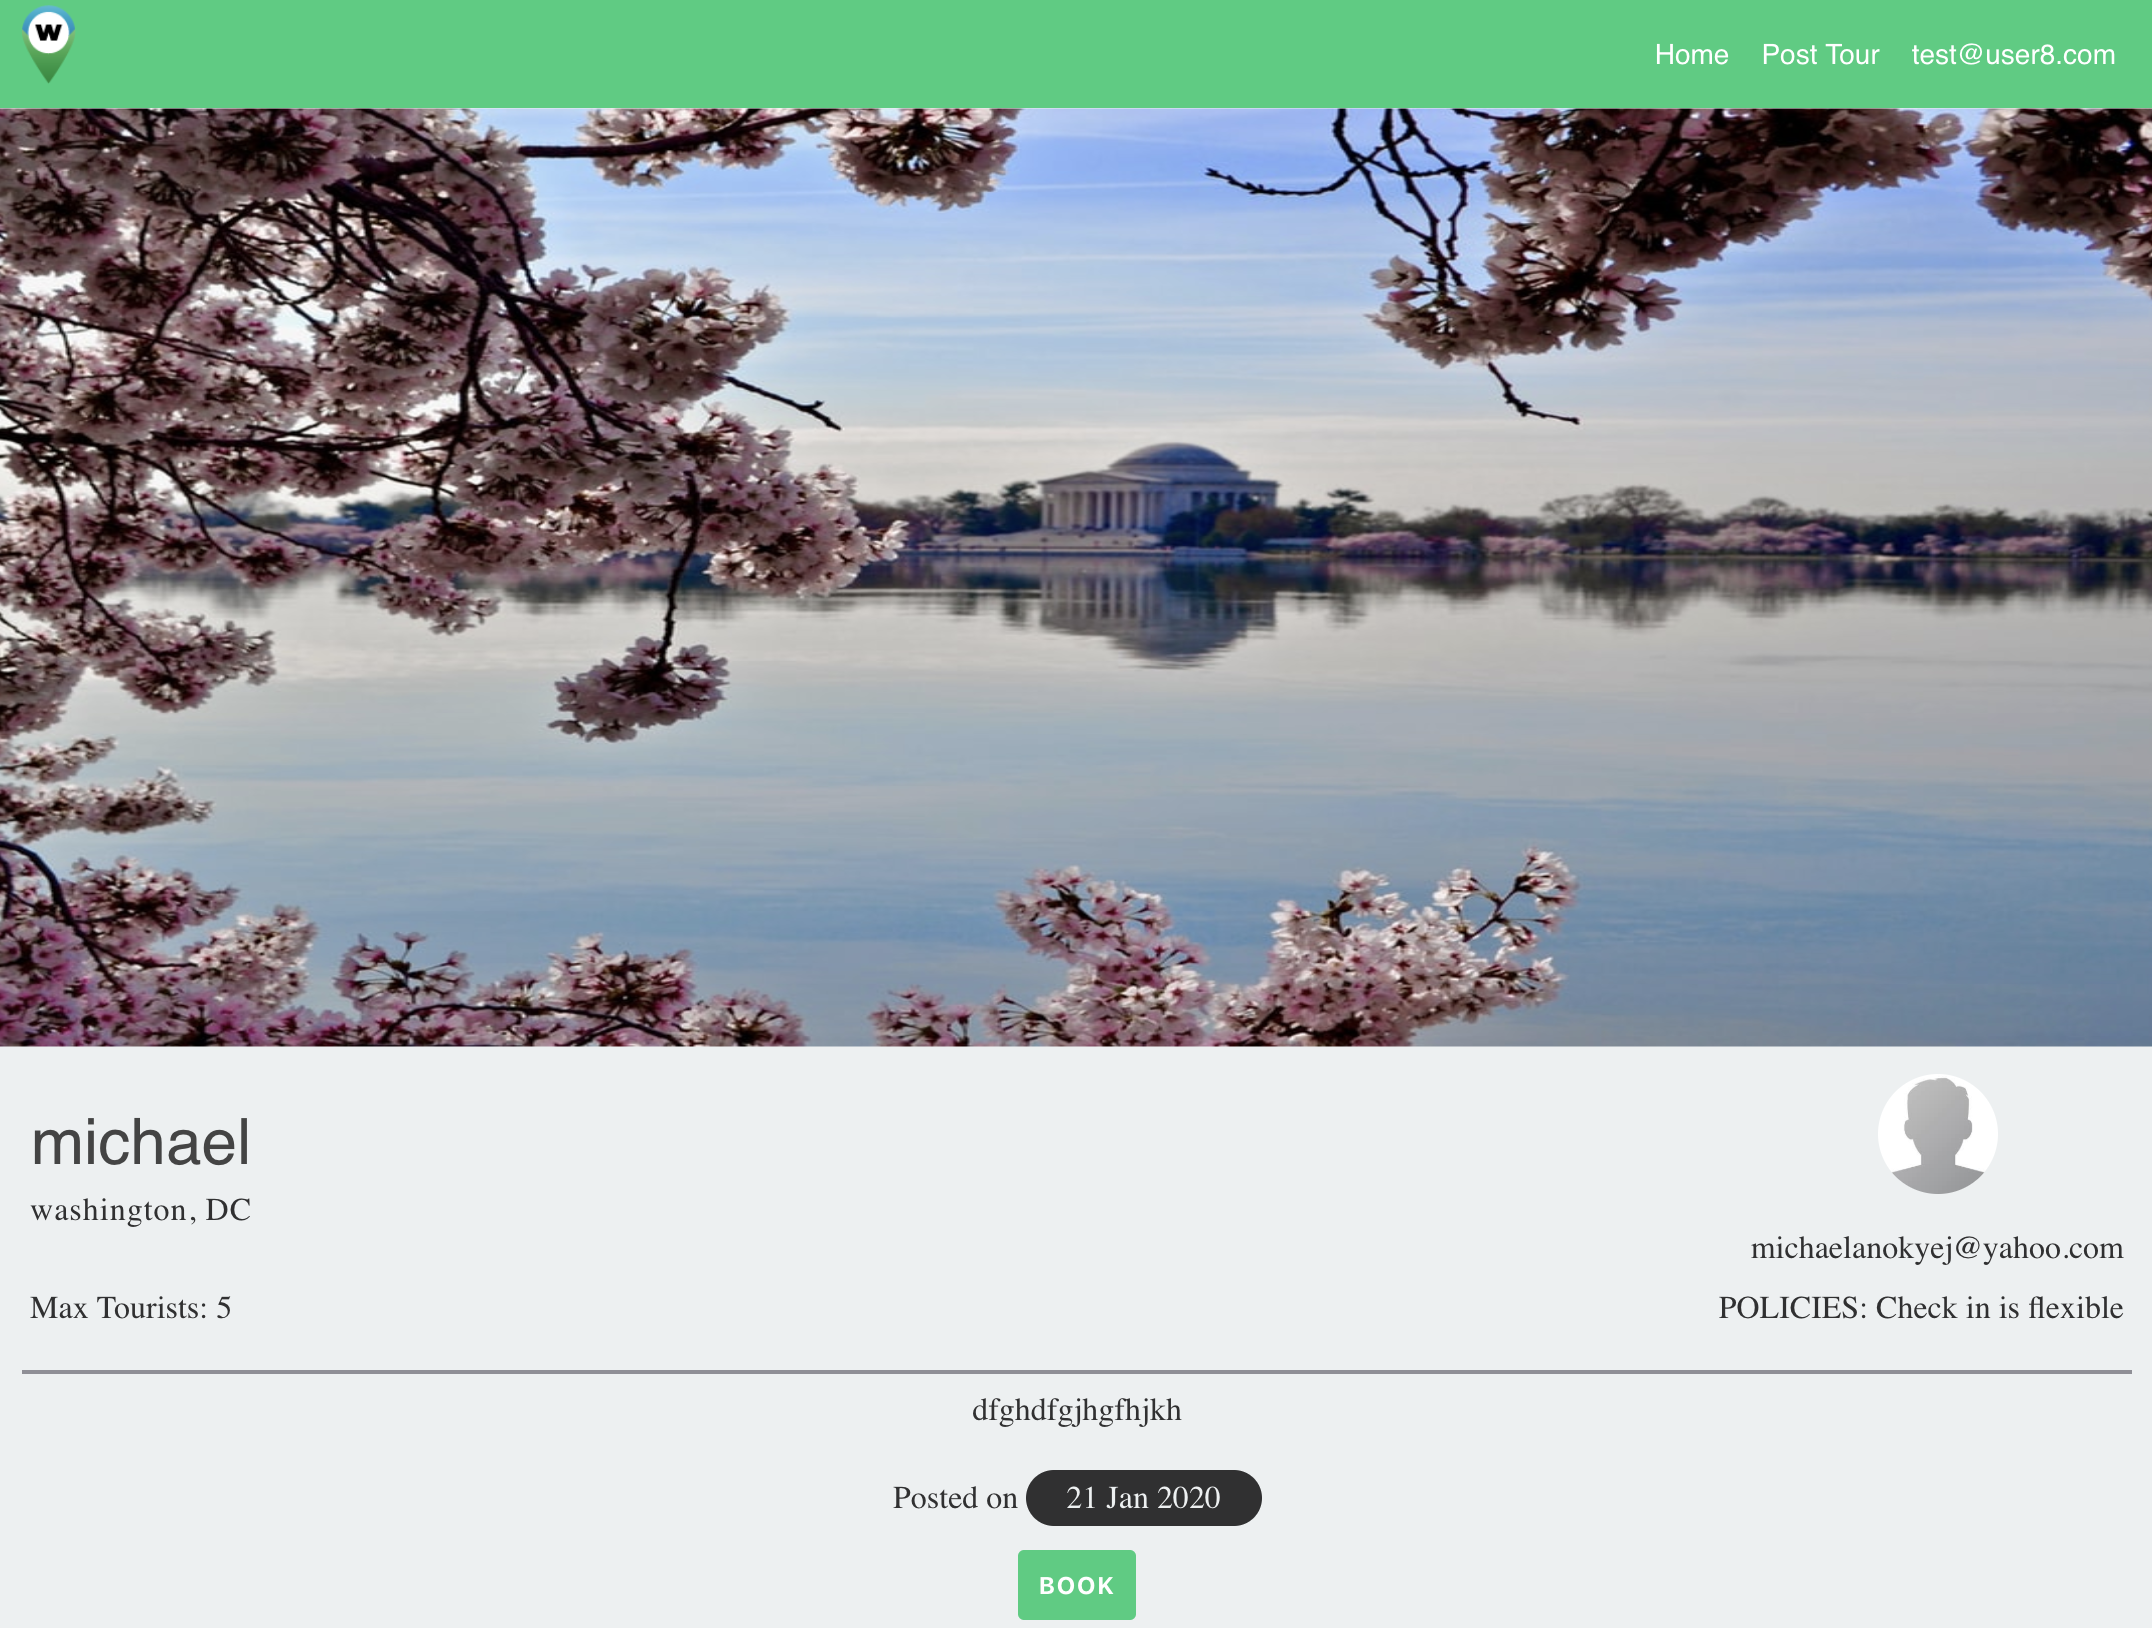 W
Home Post Tour test@user8.com
michael
washington, DC
michaelanokyej@yahoo.com
Max Tourists: 5
POLICIES: Check in is flexible
dfghdfgjhgfhjkh
Posted on 21 Jan 2020
BOOK